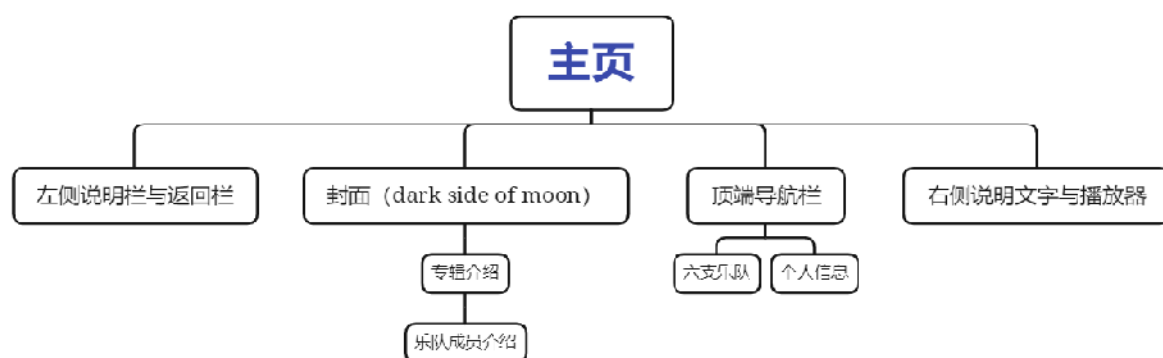 主页
左侧说明栏与返回栏
封面（dark side of moon）
顶端导航栏
右侧说明文字与播放器
专辑介绍
六支乐队
个人信息
乐队成员介绍